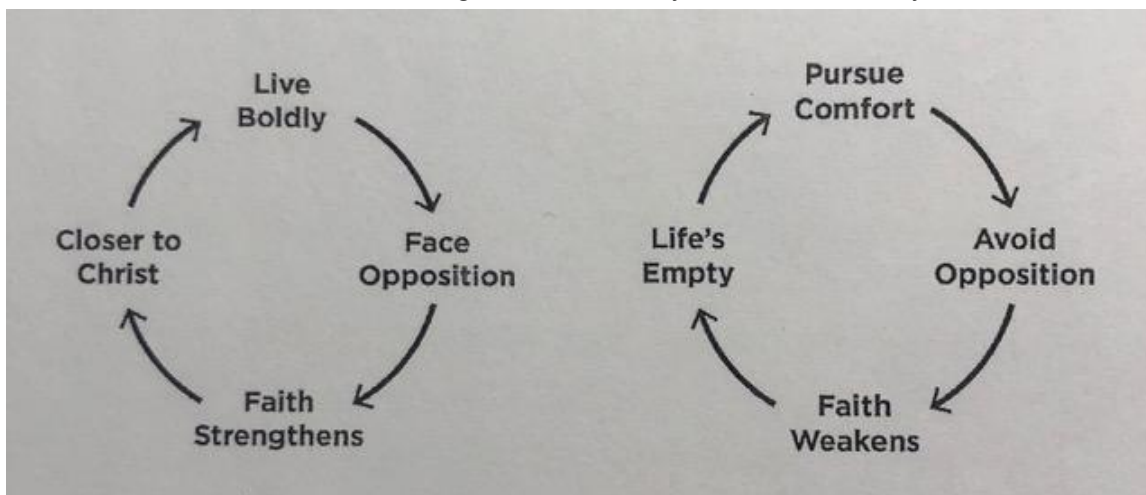 Live
Boldly
Face
Opposition
Faith
Strengthens
Closer to
Christ
Pursue
Comfort
Avoid
Opposition
Faith
Weakens
Life's
Empty